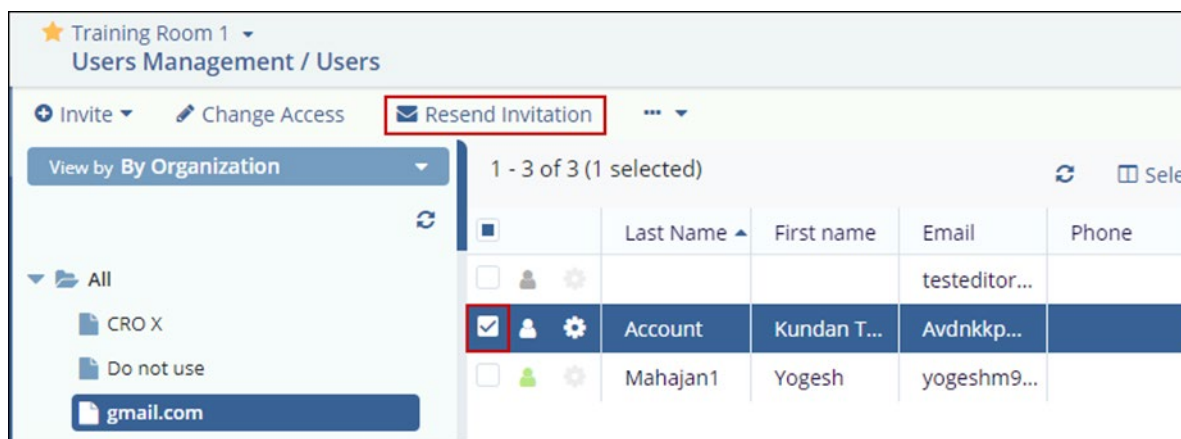 Training Room 1
Users Management / Users
Invite Change Access Resend Invitation ...
View by By Organization
1 - 3 of 3 (1 selected) Sele
Last Name First name Email Phone
All
testeditor...
CRO X
Account Kundan T... Avdnkkp...
Do not use
Mahajan1 Yogesh yogeshm9...
gmail.com